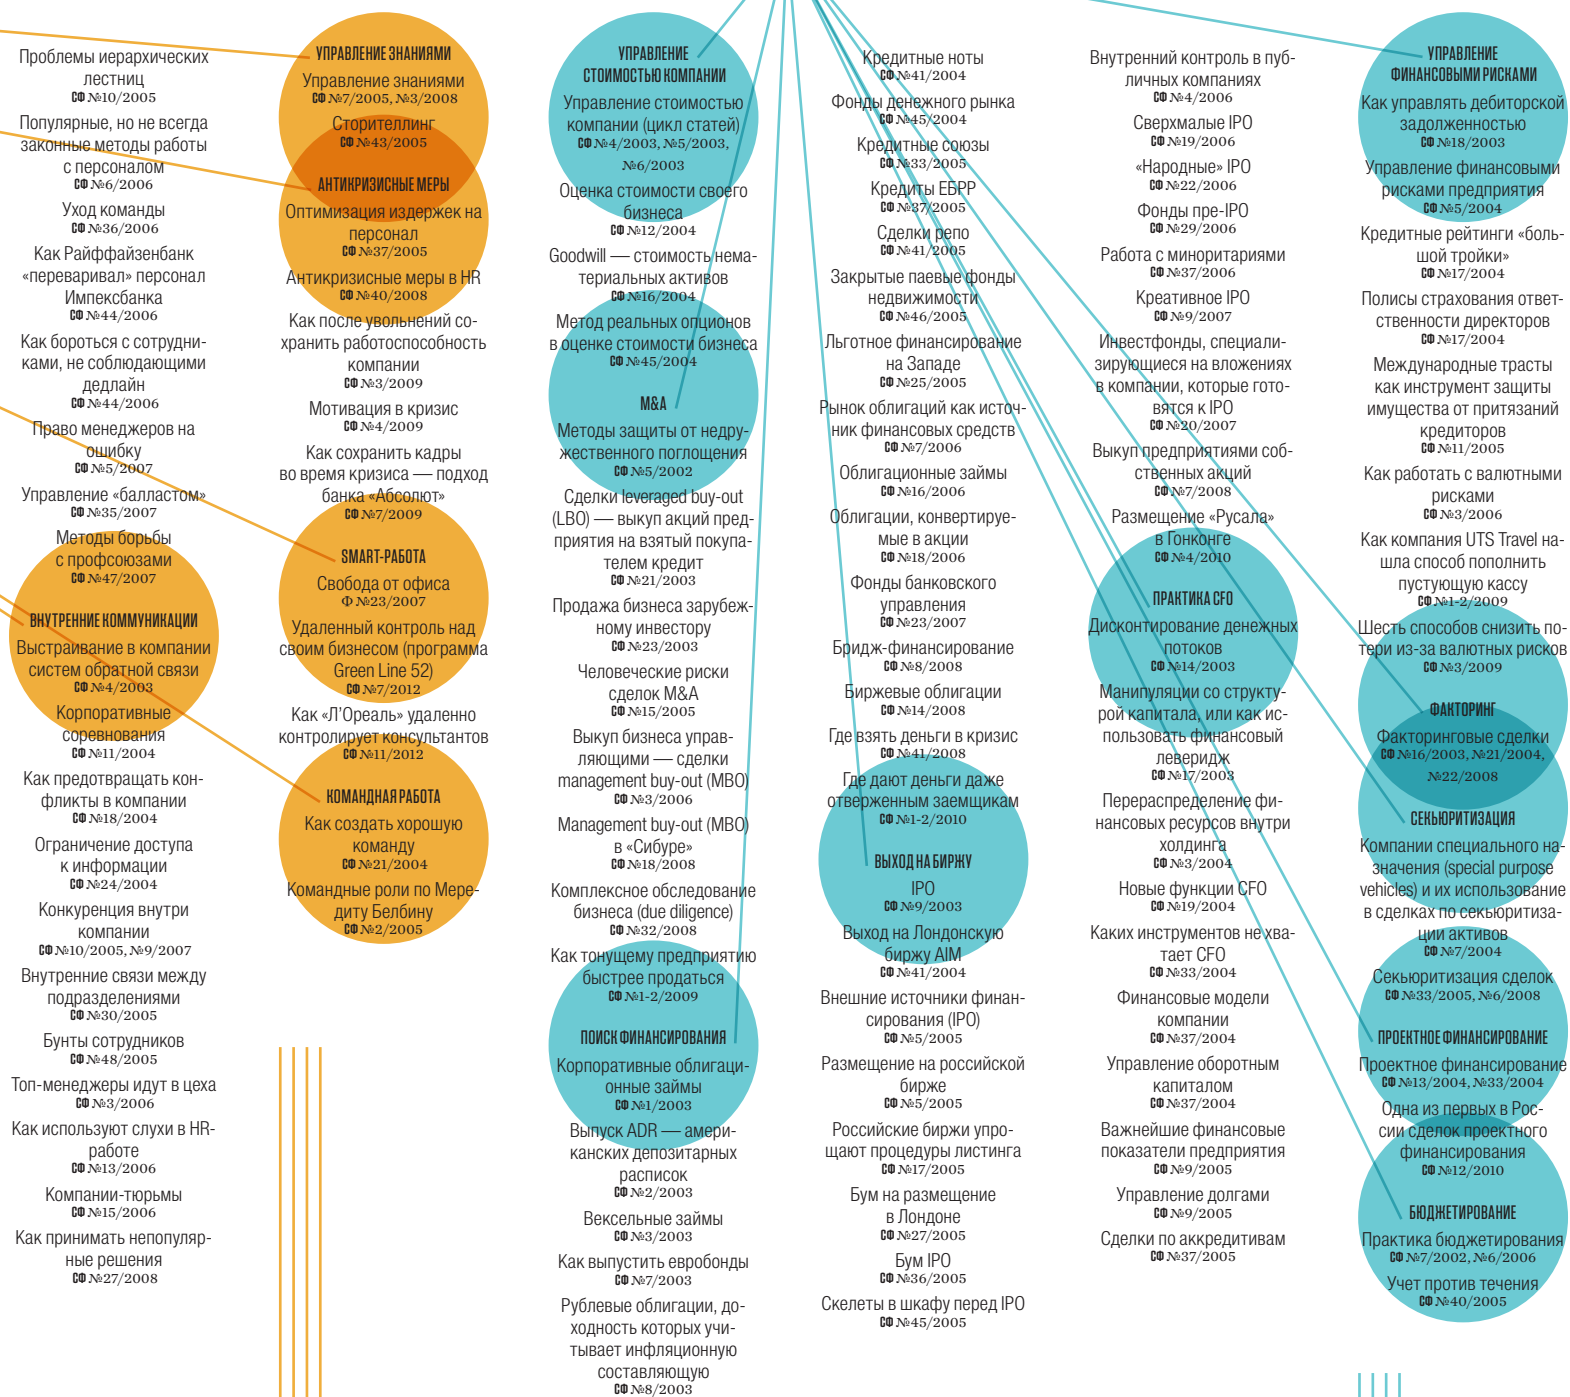 Проблемы иерархических
лестниц
СФ №10/2005
Популярные, но не всегда
законные методы работы
с персоналом
СФ №6/2006
Уход команды
СФ №36/2006
Как Райффайзенбанк
«переваривал» персонал
Импексбанка
СФ №44/2006
Как бороться с сотрудни-
ками, не соблюдающими
дедлайн
СФ №44/2006
Право менеджеров на
ошибку
СФ №5/2007
Управление «балластом»
СФ №35/2007
Методы борьбы
с профсоюзами
СФ №47/2007
ВНУТРЕННИЕ КОММУНИКАЦИИ
Выстраивание в компании
систем обратной связи
СФ №4/2003
Корпоративные
соревнования
СФ №11/2004
Как предотвращать кон-
фликты в компании
СФ №18/2004
Ограничение доступа
к информации
СФ №24/2004
Конкуренция внутри
компании
СФ №10/2005, №9/2007
Внутренние связи между
подразделениями
СФ №30/2005
Бунты сотрудников
СФ №48/2005
Топ-менеджеры идут в цеха
СФ №3/2006
Как используют слухи в HR-
работе
СФ №13/2006
Компании-тюрьмы
СФ №15/2006
Как принимать непопуляр-
ные решения
СФ №27/2008
УПРАВЛЕНИЕ ЗНАНИЯМИ
Управление знаниями
СФ №7/2005, №3/2008
Сторителлинг
СФ №43/2005
АНТИКРИЗИСНЫЕ МЕРЫ
Оптимизация издержек на
персонал
СФ №37/2005
Антикризисные меры в HR
СФ №40/2008
Как после увольнений со-
хранить работоспособность
компании
СФ №3/2009
Мотивация в кризис
СФ №4/2009
Как сохранить кадры
во время кризиса — подход
банка «Абсолют»
СФ №7/2009
SMART-РАБОТА
Свобода от офиса
Ф №23/2007
Удаленный контроль над
своим бизнесом (программа
Green Line 52)
СФ №7/2012
Как «Л’Ореаль» удаленно
контролирует консультантов
СФ №11/2012
КОМАНДНАЯ РАБОТА
Как создать хорошую
команду
СФ №21/2004
Командные роли по Мере-
диту Белбину
СФ №2/2005
УПРАВЛЕНИЕ
СТОИМОСТЬЮ КОМПАНИИ
Управление стоимостью
компании (цикл статей)
СФ №4/2003, №5/2003,
№6/2003
Оценка стоимости своего
бизнеса
СФ №12/2004
Goodwill — стоимость нема-
териальных активов
СФ №16/2004
Метод реальных опционов
в оценке стоимости бизнеса
СФ №45/2004
M&A
Методы защиты от недру-
жественного поглощения
СФ №5/2002
Сделки leveraged buy-out
(LBO) — выкуп акций пред-
приятия на взятый покупа-
телем кредит
СФ №21/2003
Продажа бизнеса зарубеж-
ному инвестору
СФ №23/2003
Человеческие риски
сделок M&A
СФ №15/2005
Выкуп бизнеса управ-
ляющими — сделки
management buy-out (MBO)
СФ №3/2006
Management buy-out (MBO)
в «Сибуре»
СФ №18/2008
Комплексное обследование
бизнеса (due diligence)
СФ №32/2008
Как тонущему предприятию
быстрее продаться
СФ №1-2/2009
ПОИСК ФИНАНСИРОВАНИЯ
Корпоративные облигаци-
онные займы
СФ №1/2003
Выпуск ADR — амери-
канских депозитарных
расписок
СФ №2/2003
Вексельные займы
СФ №3/2003
Как выпустить евробонды
СФ №7/2003
Рублевые облигации, до-
ходность которых учи-
тывает инфляционную
составляющую
СФ №8/2003
Кредитные ноты
СФ №41/2004
Фонды денежного рынка
СФ №45/2004
Кредитные союзы
СФ №33/2005
Кредиты ЕБРР
СФ №37/2005
Сделки репо
СФ №41/2005
Закрытые паевые фонды
недвижимости
СФ №46/2005
Льготное финансирование
на Западе
СФ №25/2005
Рынок облигаций как источ-
ник финансовых средств
СФ №7/2006
Облигационные займы
СФ №16/2006
Облигации, конвертируе-
мые в акции
СФ №18/2006
Фонды банковского
управления
СФ №23/2007
Бридж-финансирование
СФ №8/2008
Биржевые облигации
СФ №14/2008
Где взять деньги в кризис
СФ №41/2008
Где дают деньги даже
отверженным заемщикам
СФ №1-2/2010
ВЫХОД НА БИРЖУ
IPO
СФ №9/2003
Выход на Лондонскую
биржу AIM
СФ №41/2004
Внешние источники финан-
сирования (IPO)
СФ №5/2005
Размещение на российской
бирже
СФ №5/2005
Российские биржи упро-
щают процедуры листинга
СФ №17/2005
Бум на размещение
в Лондоне
СФ №27/2005
Бум IPO
СФ №36/2005
Скелеты в шкафу перед IPO
СФ №45/2005
Внутренний контроль в пуб-
личных компаниях
СФ №4/2006
Сверхмалые IPO
СФ №19/2006
«Народные» IPO
СФ №22/2006
Фонды пре-IPO
СФ №29/2006
Работа с миноритариями
СФ №37/2006
Креативное IPO
СФ №9/2007
Инвестфонды, специали-
зирующиеся на вложениях
в компании, которые гото-
вятся к IPO
СФ №20/2007
Выкуп предприятиями соб-
ственных акций
СФ №7/2008
Размещение «Русала»
в Гонконге
СФ №4/2010
ПРАКТИКА CFO
Дисконтирование денежных
потоков
СФ №14/2003
Манипуляции со структу-
рой капитала, или как ис-
пользовать финансовый
леверидж
СФ №17/2003
Перераспределение фи-
нансовых ресурсов внутри
холдинга
СФ №3/2004
Новые функции CFO
СФ №19/2004
Каких инструментов не хва-
тает CFO
СФ №33/2004
Финансовые модели
компании
СФ №37/2004
Управление оборотным
капиталом
СФ №37/2004
Важнейшие финансовые
показатели предприятия
СФ №9/2005
Управление долгами
СФ №9/2005
Сделки по аккредитивам
СФ №37/2005
УПРАВЛЕНИЕ
ФИНАНСОВЫМИ РИСКАМИ
Как управлять дебиторской
задолженностью
СФ №18/2003
Управление финансовыми
рисками предприятия
СФ №5/2004
Кредитные рейтинги «боль-
шой тройки»
СФ №17/2004
Полисы страхования ответ-
ственности директоров
СФ №17/2004
Международные трасты
как инструмент защиты
имущества от притязаний
кредиторов
СФ №11/2005
Как работать с валютными
рисками
СФ №3/2006
Как компания UTS Travel на-
шла способ пополнить
пустующую кассу
СФ №1-2/2009
Шесть способов снизить по-
тери из-за валютных рисков
СФ №3/2009
ФАКТОРИНГ
Факторинговые сделки
СФ №16/2003, №21/2004,
№22/2008
СЕКЬЮРИТИЗАЦИЯ
Компании специального на-
значения (special purpose
vehicles) и их использование
в сделках по секьюритиза-
ции активов
СФ №7/2004
Секьюритизация сделок
СФ №33/2005, №6/2008
ПРОЕКТНОЕ ФИНАНСИРОВАНИЕ
Проектное финансирование
СФ №13/2004, №33/2004
Одна из первых в Рос-
сии сделок проектного
финансирования
СФ №12/2010
БЮДЖЕТИРОВАНИЕ
Практика бюджетирования
СФ №7/2002, №6/2006
Учет против течения
СФ №40/2005